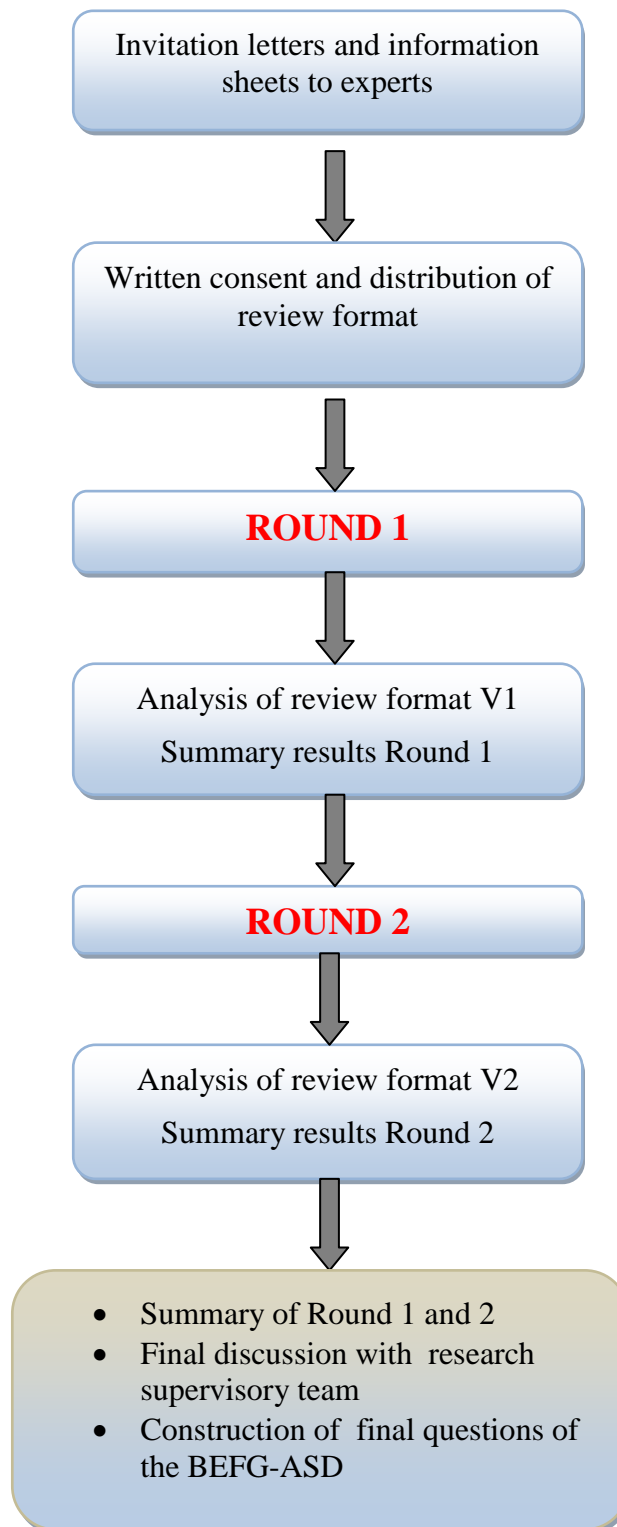 Invitation letters and information
sheets to experts
Written consent and distribution of
review format
ROUND 1
Analysis of review format V1
Summary results Round 1
ROUND 2
Analysis of review format V2
Summary results Round 2
• Summary of Round 1 and 2
• Final discussion with research
supervisory team
• Construction of final questions of
the BEFG-ASD